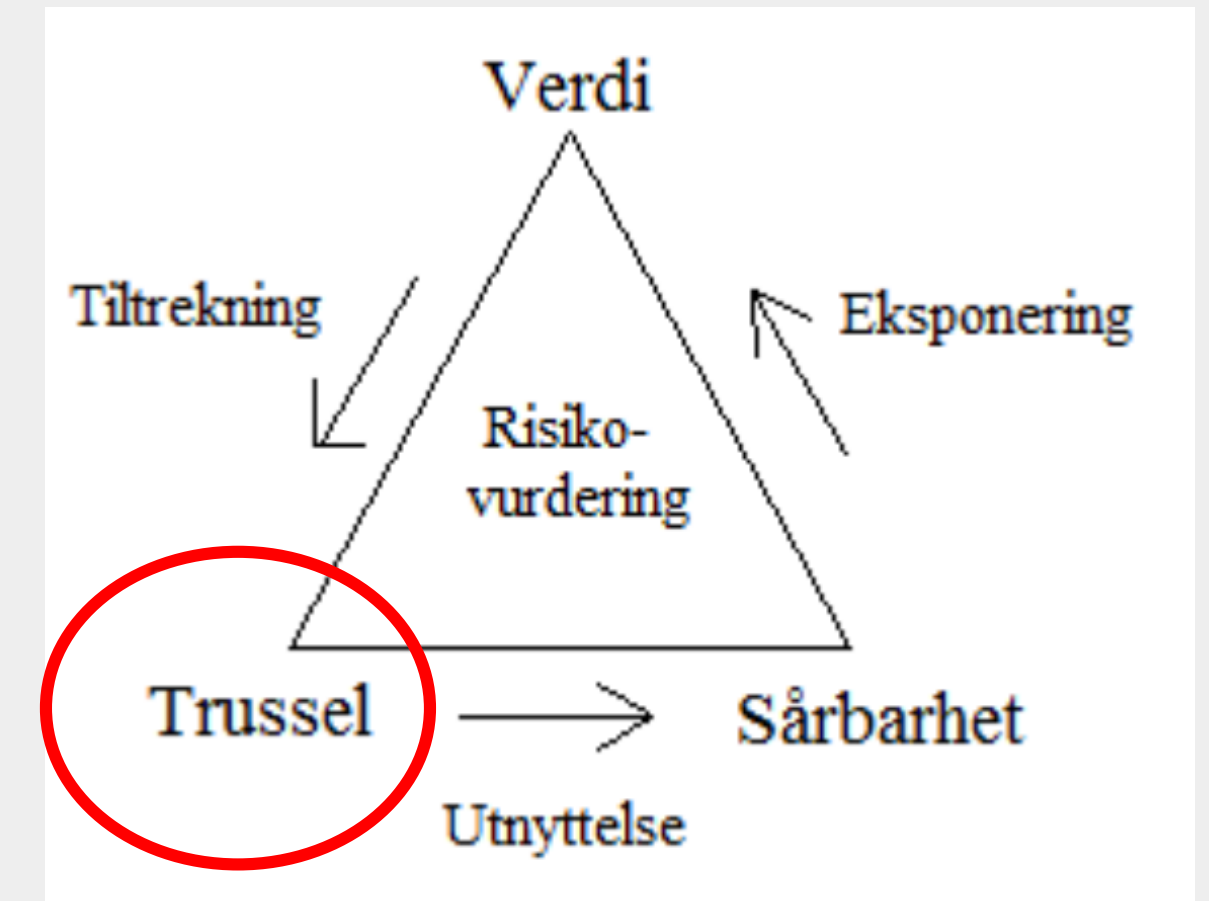 Verdi
Tiltrekning
Eksponering
Risiko-
vurdering
Trussel
Sårbarhet
Utnyttelse